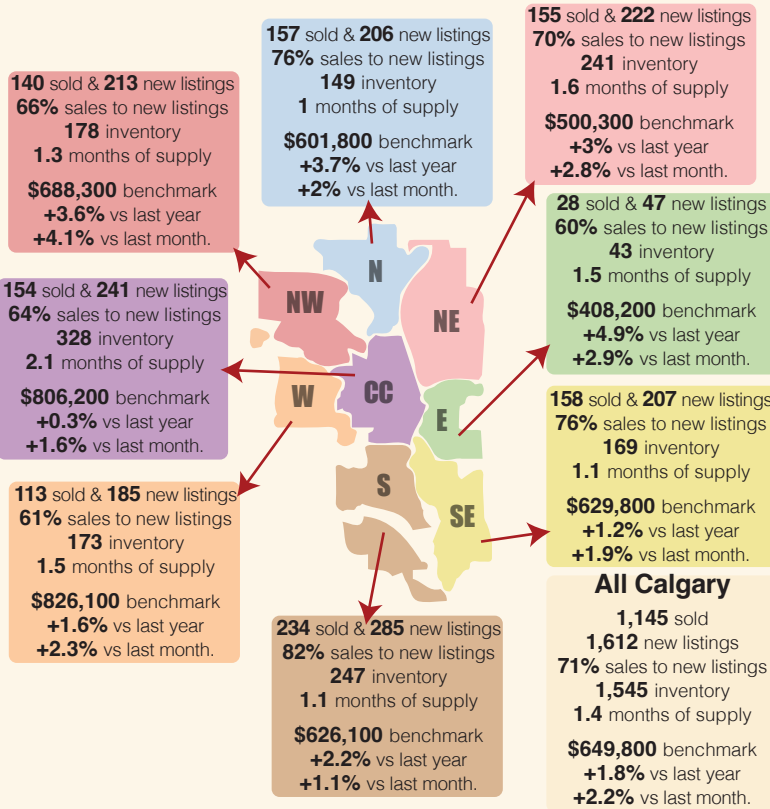 157 sold & 206 new listings
76% sales to new listings
149 inventory
1 months of supply
$601,800 benchmark
+3.7% vs last year
+2% vs last month.
155 sold & 222 new listings
70% sales to new listings
241 inventory
1.6 months of supply
$500,300 benchmark
+3% vs last year
+2.8% vs last month.
140 sold & 213 new listings
66% sales to new listings
178 inventory
1.3 months of supply
$688,300 benchmark
+3.6% vs last year
+4.1% vs last month.
28 sold & 47 new listings
60% sales to new listings
43 inventory
1.5 months of supply
$408,200 benchmark
+4.9% vs last year
+2.9% vs last month.
N
NW
NE
W
CC
E
S
SE
154 sold & 241 new listings
64% sales to new listings
328 inventory
2.1 months of supply
$806,200 benchmark
+0.3% vs last year
+1.6% vs last month.
158 sold & 207 new listings
76% sales to new listings
169 inventory
1.1 months of supply
$629,800 benchmark
+1.2% vs last year
+1.9% vs last month.
113 sold & 185 new listings
61% sales to new listings
173 inventory
1.5 months of supply
$826,100 benchmark
+1.6% vs last year
+2.3% vs last month.
234 sold & 285 new listings
82% sales to new listings
247 inventory
1.1 months of supply
$626,100 benchmark
+2.2% vs last year
+1.1% vs last month.
All Calgary
1,145 sold
1,612 new listings
71% sales to new listings
1,545 inventory
1.4 months of supply
$649,800 benchmark
+1.8% vs last year
+2.2% vs last month.